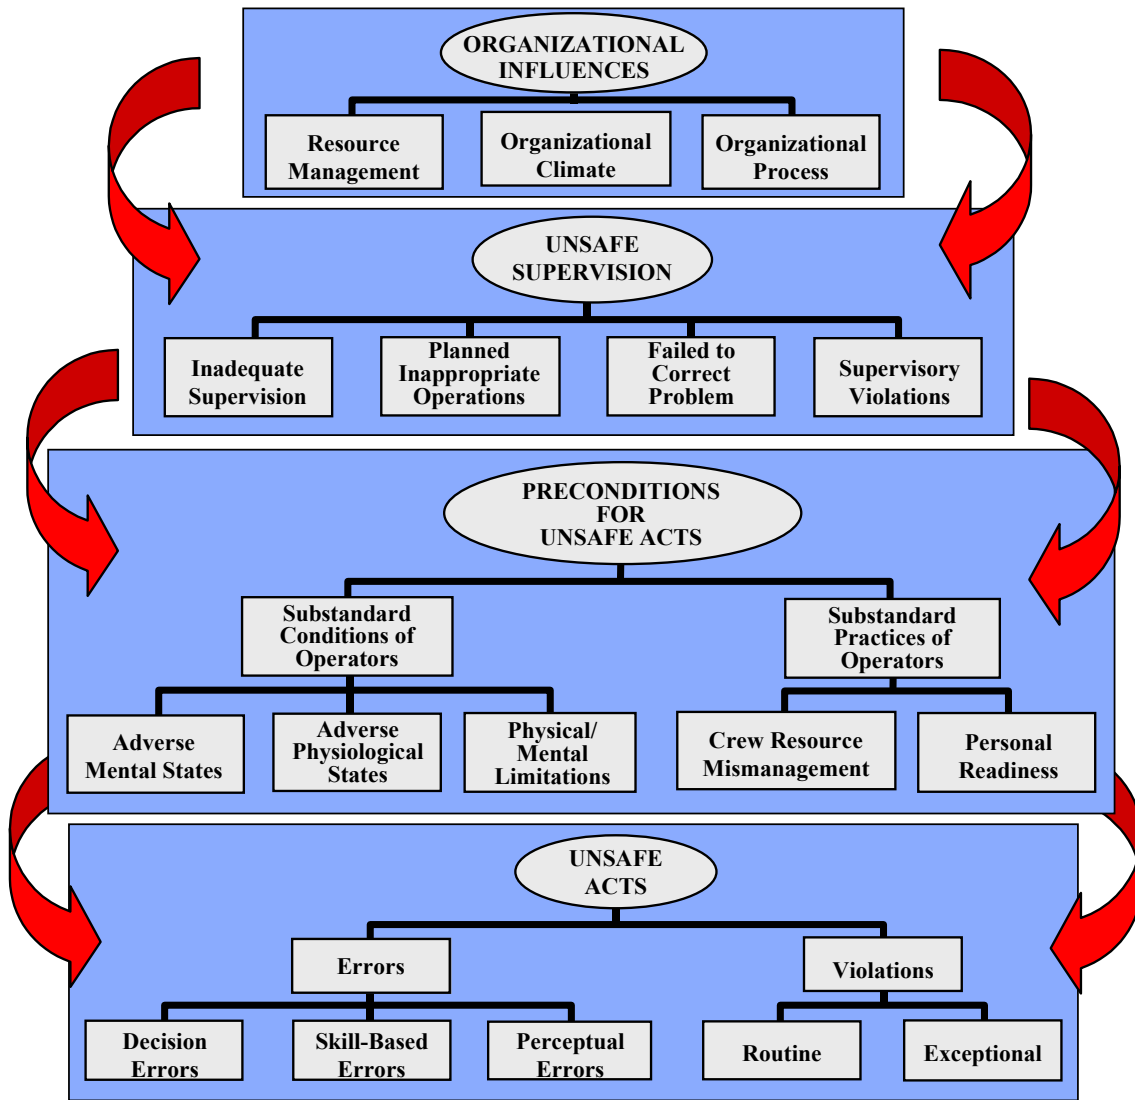 ORGANIZATIONAL
INFLUENCES
Resource
Management
Organizational
Climate
Organizational
Process
UNSAFE
SUPERVISION
Inadequate
Supervision
Planned
Inappropriate
Operations
Failed to
Correct
Problem
Supervisory
Violations
PRECONDITIONS
FOR
UNSAFE ACTS
Substandard
Conditions of
Operators
Substandard
Practices of
Operators
Adverse
Mental States
Adverse
Physiological
States
Physical/
Mental
Limitations
Crew Resource
Mismanagement
Personal
Readiness
UNSAFE
ACTS
Errors
Violations
Decision
Errors
Skill-Based
Errors
Perceptual
Errors
Routine
Exceptional